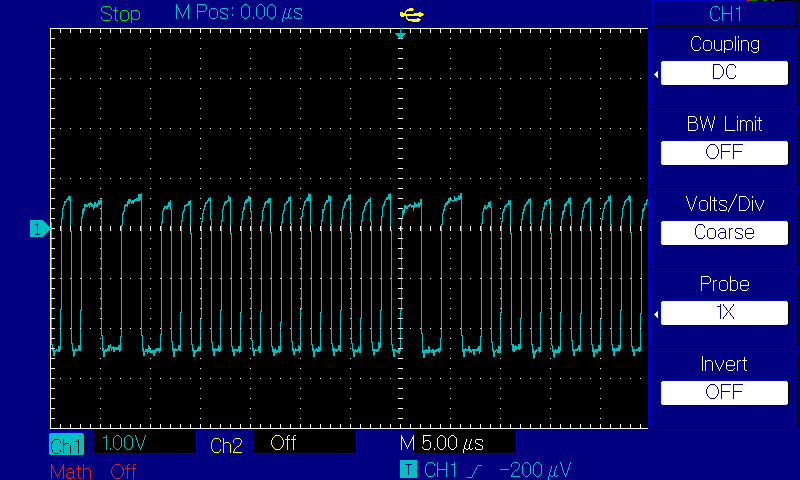 Stop M Pos: 0.00 μs CH1
Coupling
DC
BW Limit
OFF
Volts/Div
Coarse
Probe
1X
Invert
OFF
1
Ch1 1.00V Ch2 Off M 5.00 μs
Math Off T CH1 -200 μV